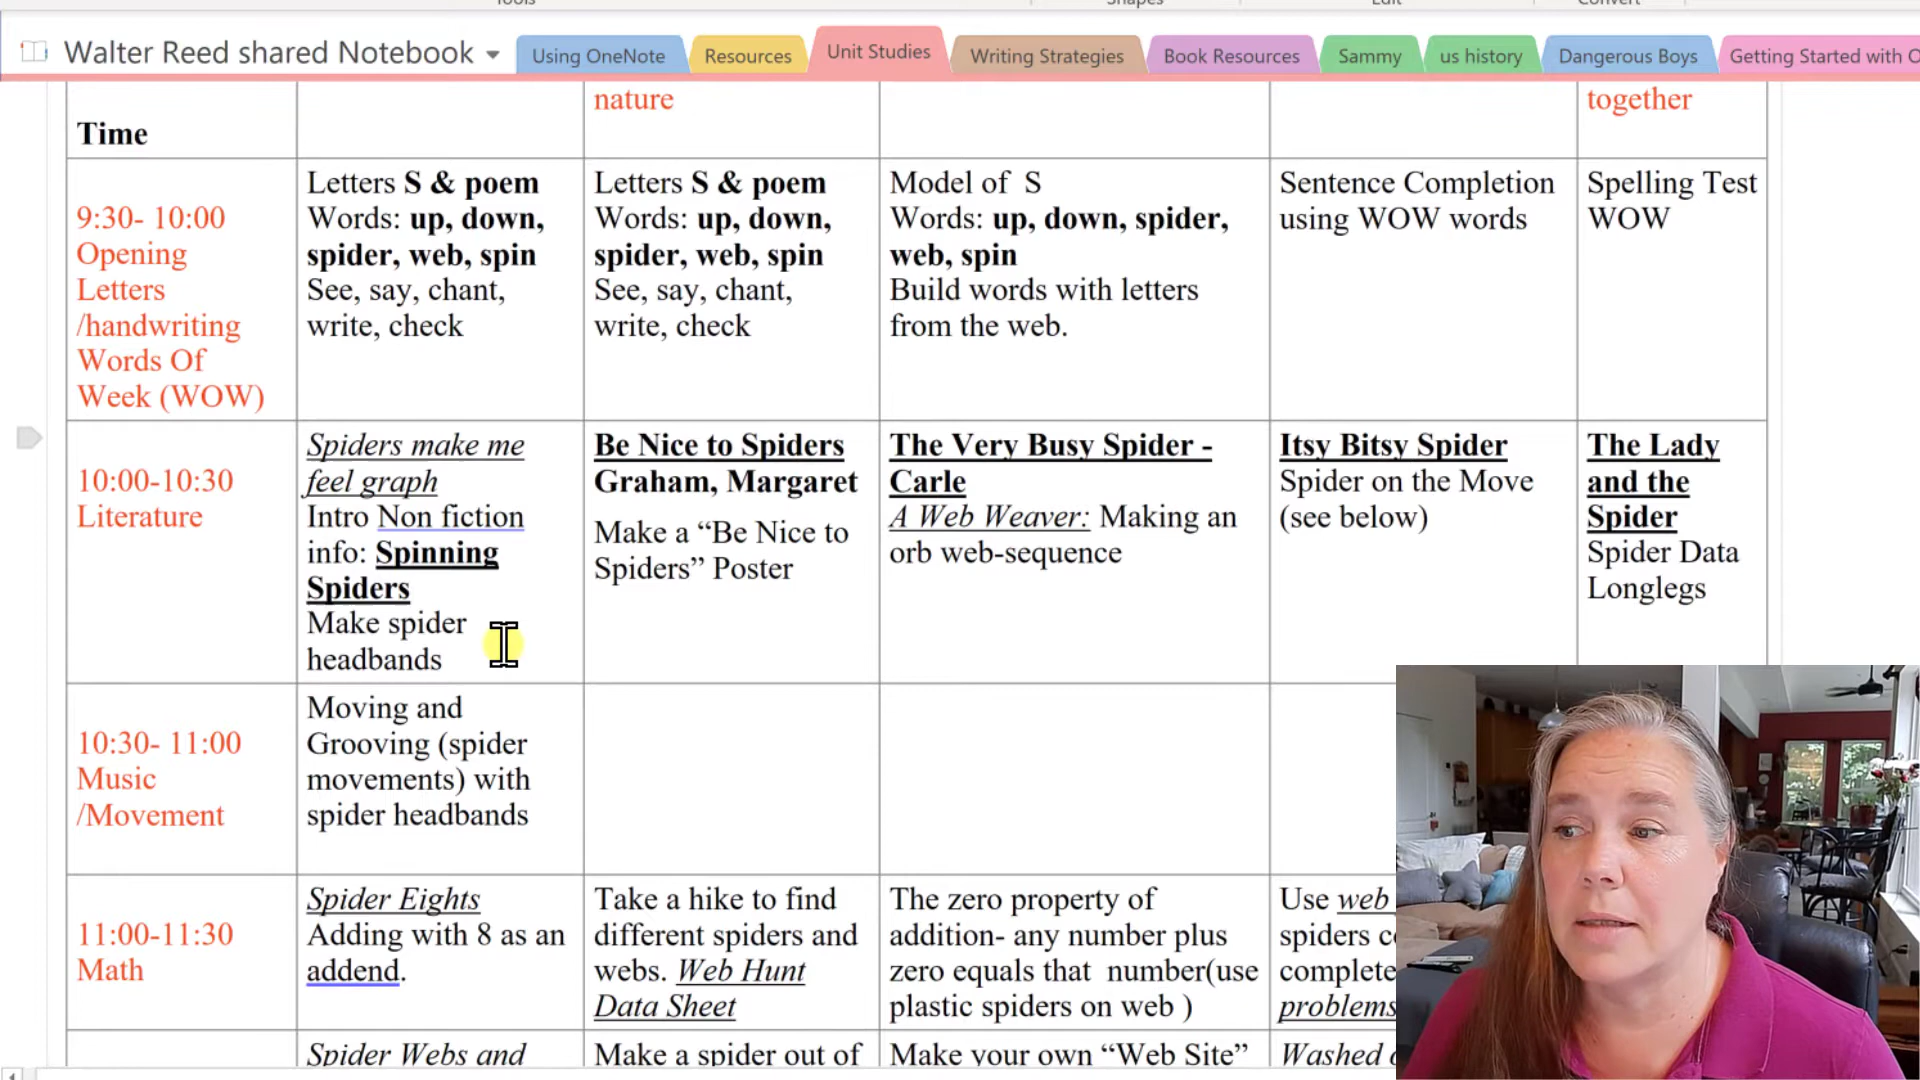 Tools
Shapes
Edit
Convert
Walter Reed shared Notebook
Using OneNote
Resources
Unit Studies
Writing Strategies
Book Resources
Sammy
us history
Dangerous Boys
Getting Started with O
Time
nature
together
9:30- 10:00
Opening
Letters
/handwriting
Words Of
Week (WOW)
Letters S & poem
Words: up, down,
spider, web, spin
See, say, chant,
write, check
Letters S & poem
Words: up, down,
spider, web, spin
See, say, chant,
write, check
Model of S
Words: up, down, spider,
web, spin
Build words with letters
from the web.
Sentence Completion
using WOW words
Spelling Test
WOW
10:00-10:30
Literature
Spiders make me
feel graph
Intro Non fiction
info: Spinning
Spiders
Make spider
headbands
Be Nice to Spiders
Graham, Margaret
Make a “Be Nice to
Spiders” Poster
The Very Busy Spider -
Carle
A Web Weaver: Making an
orb web-sequence
Itsy Bitsy Spider
Spider on the Move
(see below)
The Lady
and the
Spider
Spider Data
Longlegs
10:30- 11:00
Music
/Movement
Moving and
Grooving (spider
movements) with
spider headbands
11:00-11:30
Math
Spider Eights
Adding with 8 as an
addend.
Take a hike to find
different spiders and
webs. Web Hunt
Data Sheet
The zero property of
addition- any number plus
zero equals that number(use
plastic spiders on web )
Use web
spiders c
complete
problems
Spider Webs and
Make a spider out of
Make your own “Web Site”
Washed